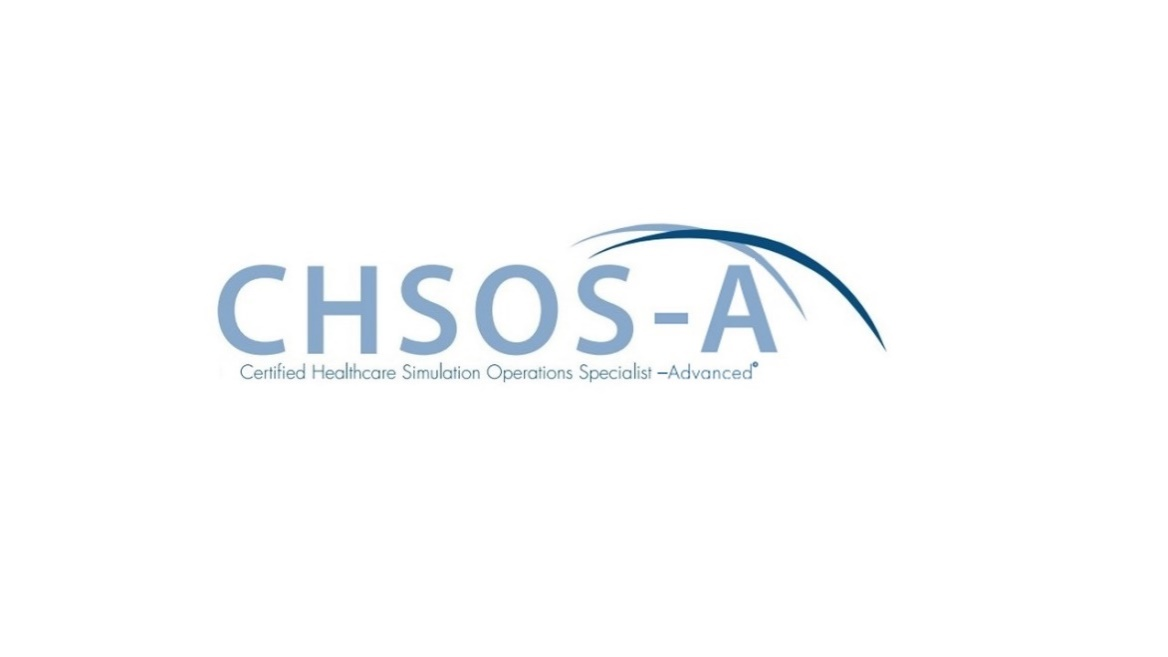 CHSOS-A
Certified Healthcare Simulation Operations Specialist –Advanced®